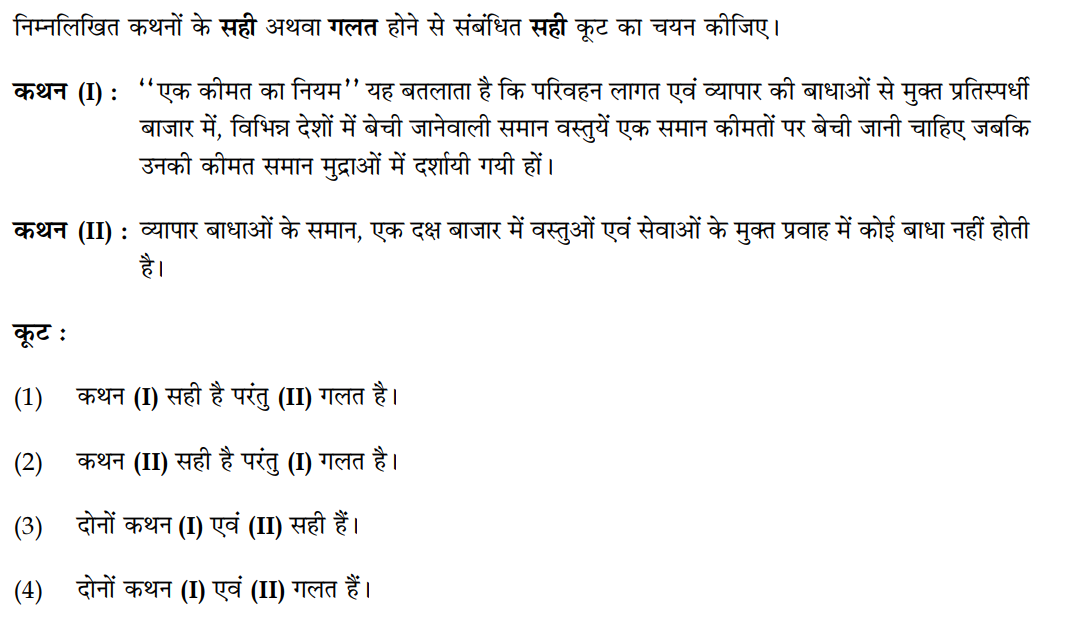 निम्नलिखित कथनों के सही अथवा गलत होने से संबंधित सही कूट का चयन कीजिए।
कथन (I) : ‘‘एक कीमत का नियम’’ यह बतलाता है कि परिवहन लागत एवं व्यापार की बाधाओं से मुक्त प्रतिस्पर्धी
बाजार में, विभिन्न देशों में बेची जानेवाली समान वस्तुयें एक समान कीमतों पर बेची जानी चाहिए जबकि
उनकी कीमत समान मुद्राओं में दर्शायी गयी हों।
कथन (II) : व्यापार बाधाओं के समान, एक दक्ष बाजार में वस्तुओं एवं सेवाओं के मुक्त प्रवाह में कोई बाधा नहीं होती
है।
कूट :
(1) कथन (I) सही है परंतु (II) गलत है।
(2) कथन (II) सही है परंतु (I) गलत है।
(3) दोनों कथन (I) एवं (II) सही हैं।
(4) दोनों कथन (I) एवं (II) गलत हैं।